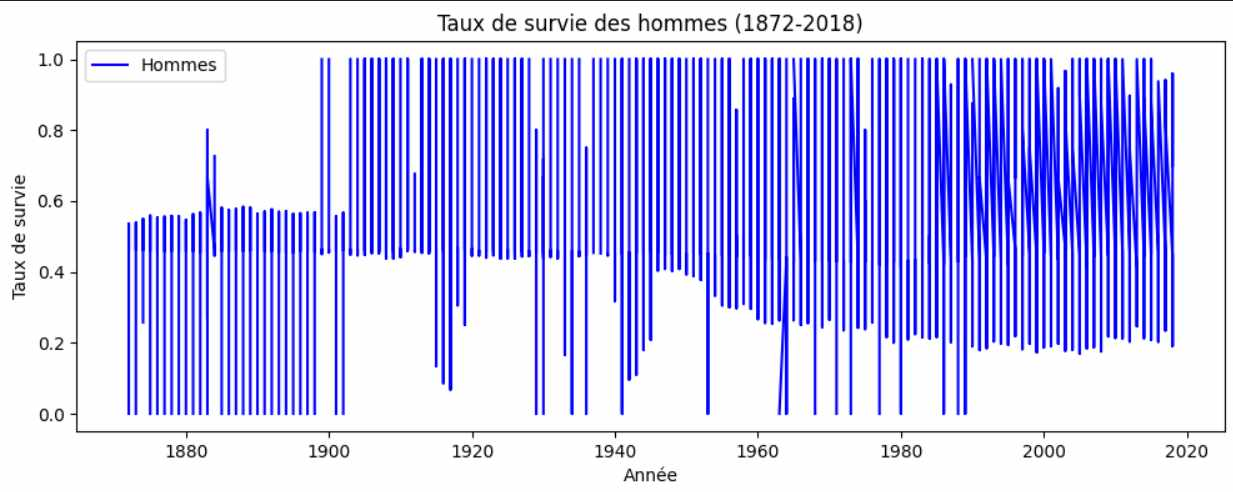 Taux de survie des hommes (1872-2018)
Hommes
Taux de survie
1.0
0.8
0.6
0.4
0.2
0.0
1880 1900 1920 1940 1960 1980 2000 2020
Année